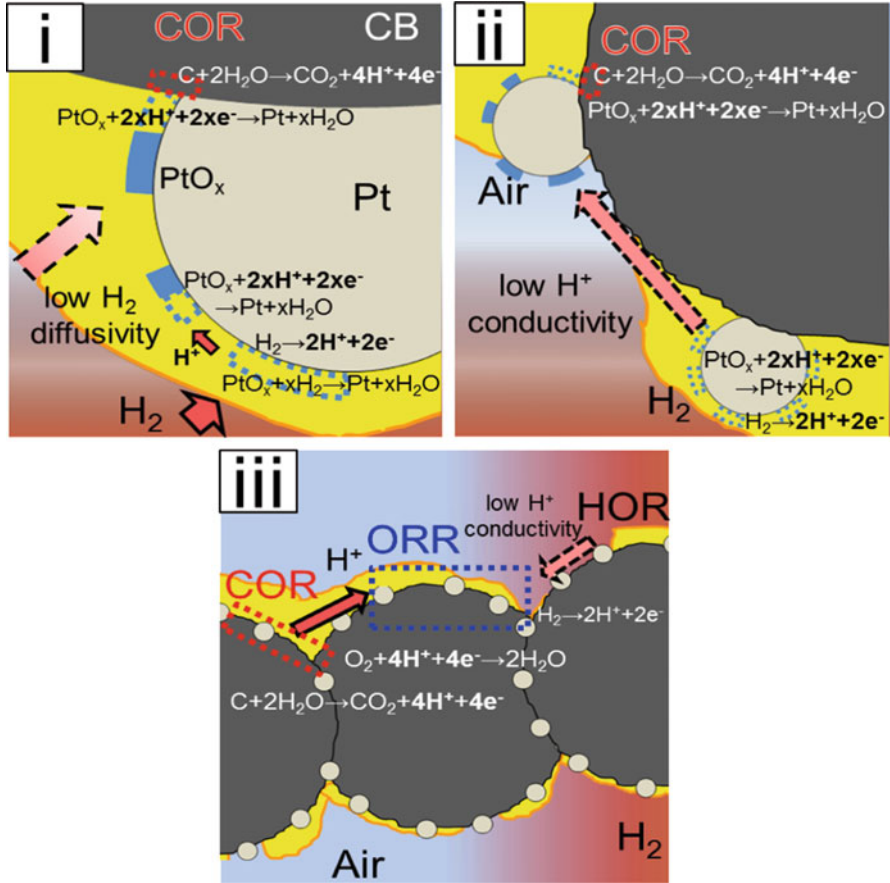 i
COR
CB
C+2H₂O→CO₂+4H⁺+4e⁻
PtOₓ+2xH⁺+2xe⁻→Pt+xH₂O
PtOₓ
Pt
low H₂
diffusivity
PtOₓ+2xH⁺+2xe⁻
→Pt+xH₂O
H⁺
H₂→2H⁺+2e⁻
PtOₓ+xH₂→Pt+xH₂O
H₂
ii
COR
C+2H₂O→CO₂+4H⁺+4e⁻
PtOₓ+2xH⁺+2xe⁻→Pt+xH₂O
Air
low H⁺
conductivity
PtOₓ+2xH⁺+2xe⁻
→Pt+xH₂O
H₂
H₂→2H⁺+2e⁻
iii
low H⁺
conductivity
HOR
ORR
H⁺
COR
H₂→2H⁺+2e⁻
O₂+4H⁺+4e⁻→2H₂O
C+2H₂O→CO₂+4H⁺+4e⁻
Air
H₂